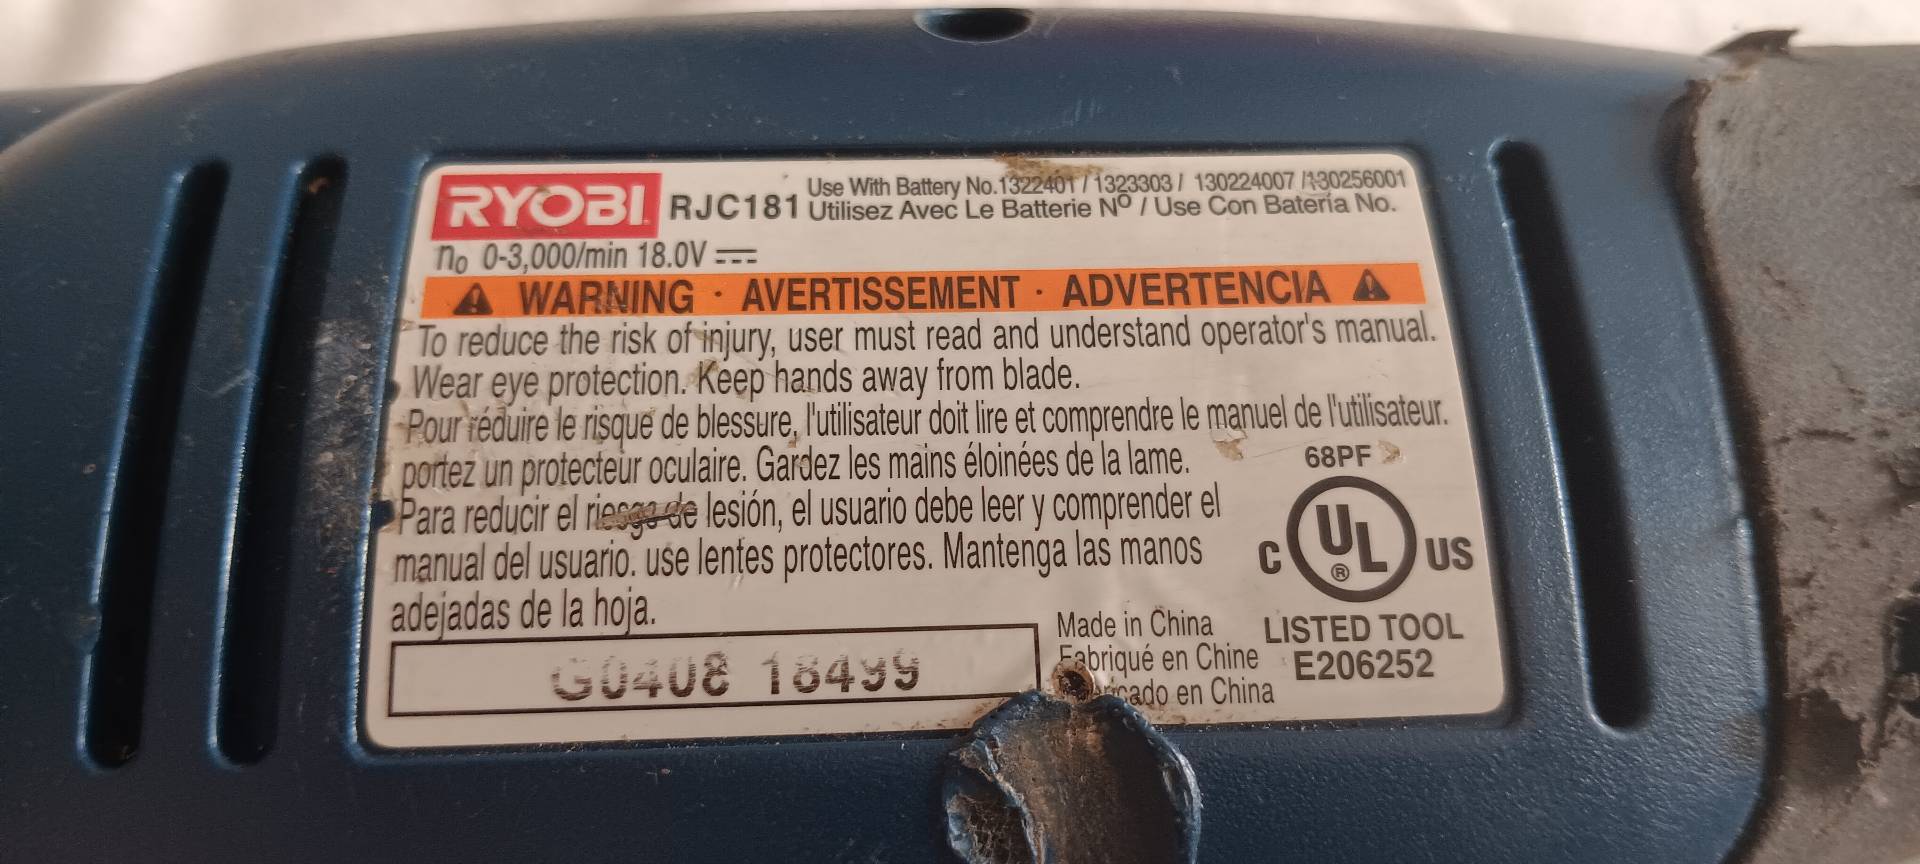 RYOBI RJC181 Use With Battery No.1322401 / 1323303 / 130224007 /130256001
Utilisez Avec Le Batterie Nº / Use Con Batería No.
no 0-3,000/min 18.0V
WARNING · AVERTISSEMENT · ADVERTENCIA
To reduce the risk of injury, user must read and understand operator's manual.
Wear eye protection. Keep hands away from blade.
Pour réduire le risque de blessure, l'utilisateur doit lire et comprendre le manuel de l'utilisateur.
portez un protecteur oculaire. Gardez les mains éloinées de la lame.
Para reducir el riesgo de lesión, el usuario debe leer y comprender el
manual del usuario. use lentes protectores. Mantenga las manos
adejadas de la hoja.
68PF
C UL ® US
LISTED TOOL
E206252
Made in China
Fabriqué en Chine
en China
G0408 18499